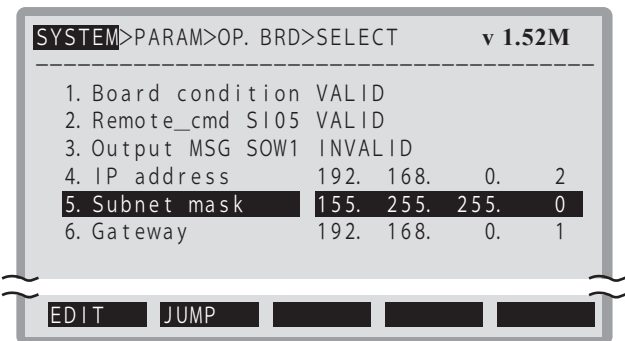 SYSTEM>PARAM>OP. BRD>SELECT v 1.52M
1. Board condition VALID
2. Remote_cmd SI05 VALID
3. Output MSG SOW1 INVALID
4. IP address 192. 168. 0. 2
5. Subnet mask 155. 255. 255. 0
6. Gateway 192. 168. 0. 1
EDIT JUMP